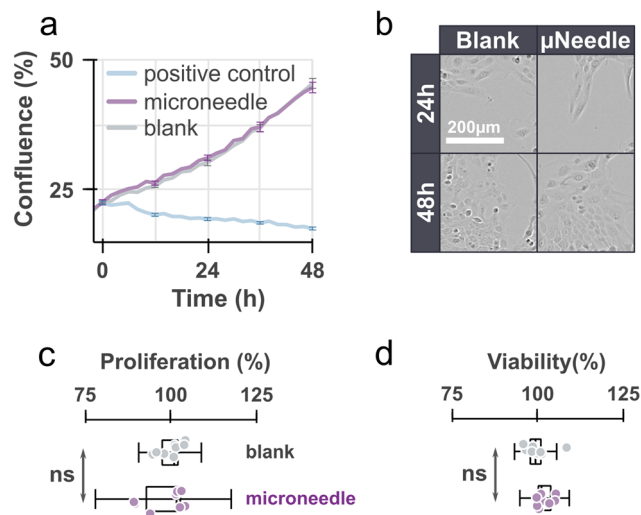 a
50
25
Confluence (%)
positive control
microneedle
blank
0 24 48
Time (h)
b
Blank µNeedle
24h
200µm
48h
c
Proliferation (%)
75 100 125
ns
blank
microneedle
d
Viability(%)
75 100 125
ns